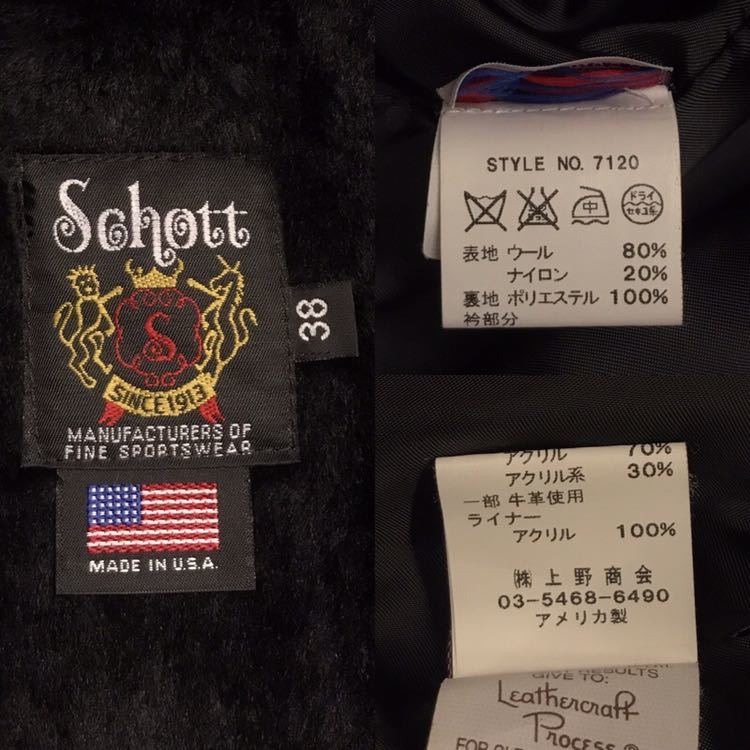 Schott
S
SINCE 1913
MANUFACTURERS OF
FINE SPORTSWEAR
38
MADE IN U.S.A.
STYLE NO. 7120
中
ドライ
セキユ系
表地 ウール 80%
ナイロン 20%
裏地 ポリエステル 100%
衿部分
アクリル 70%
アクリル系 30%
一部 牛革使用
ライナー
アクリル 100%
㈱ 上野商会
03-5468-6490
アメリカ製
RESULTS
GIVE TO:
Leathercraft
Process®